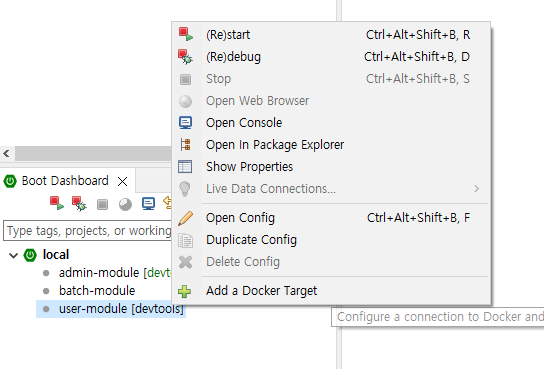 (Re)start Ctrl+Alt+Shift+B, R
(Re)debug Ctrl+Alt+Shift+B, D
Stop Ctrl+Alt+Shift+B, S
Open Web Browser
Open Console
Open In Package Explorer
Show Properties
Live Data Connections...
Open Config Ctrl+Alt+Shift+B, F
Duplicate Config
Delete Config
Add a Docker Target
Boot Dashboard
Type tags, projects, or working
local
admin-module [devt
batch-module
user-module [devtools]
Configure a connection to Docker and